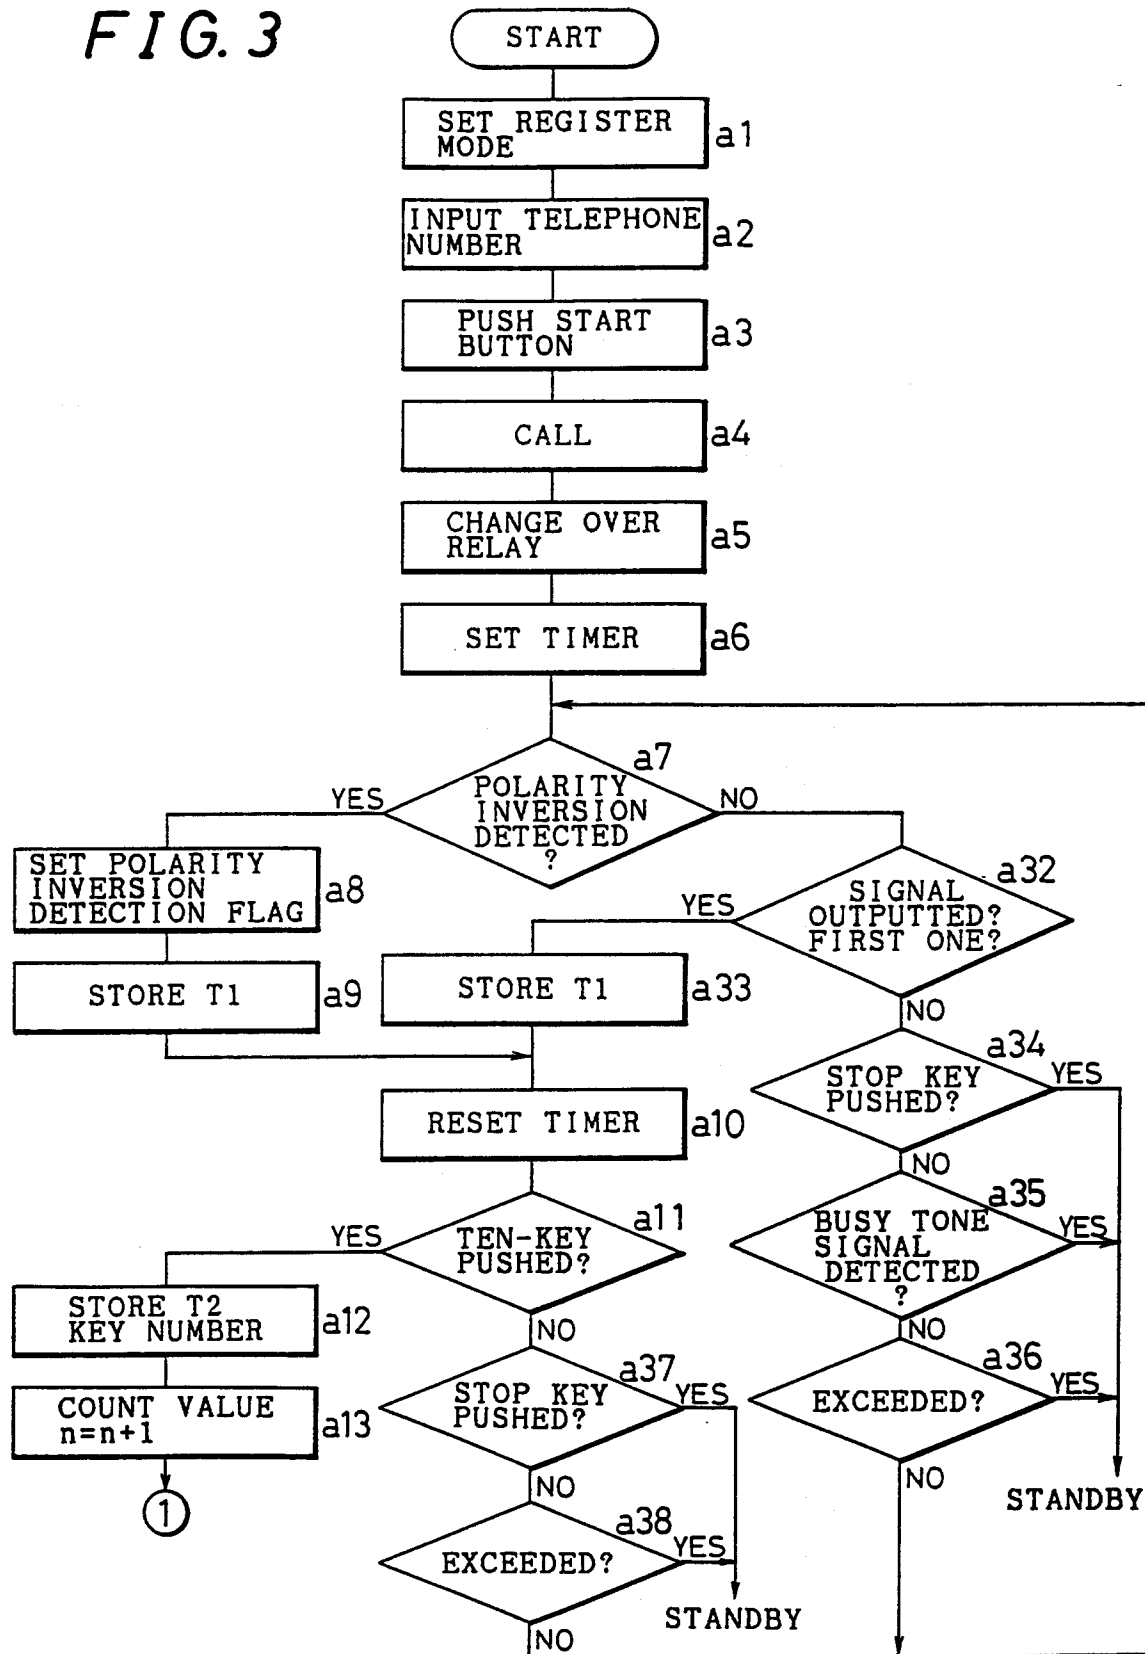 FIG. 3
START
SET REGISTER
MODE
a1
INPUT TELEPHONE
NUMBER
a2
PUSH START
BUTTON
a3
CALL
a4
CHANGE OVER
RELAY
a5
SET TIMER
a6
a7
POLARITY
INVERSION
DETECTED
?
YES
NO
SET POLARITY
INVERSION
DETECTION FLAG
a8
a32
SIGNAL
OUTPUTTED?
FIRST ONE?
YES
NO
STORE T1
a9
STORE T1
a33
a34
STOP KEY
PUSHED?
YES
NO
RESET TIMER
a10
a35
BUSY TONE
SIGNAL
DETECTED
?
YES
NO
a11
TEN-KEY
PUSHED?
YES
NO
STORE T2
KEY NUMBER
a12
a36
EXCEEDED?
YES
NO
STANDBY
COUNT VALUE
n=n+1
a13
1
a37
STOP KEY
PUSHED?
YES
NO
a38
EXCEEDED?
YES
NO
STANDBY